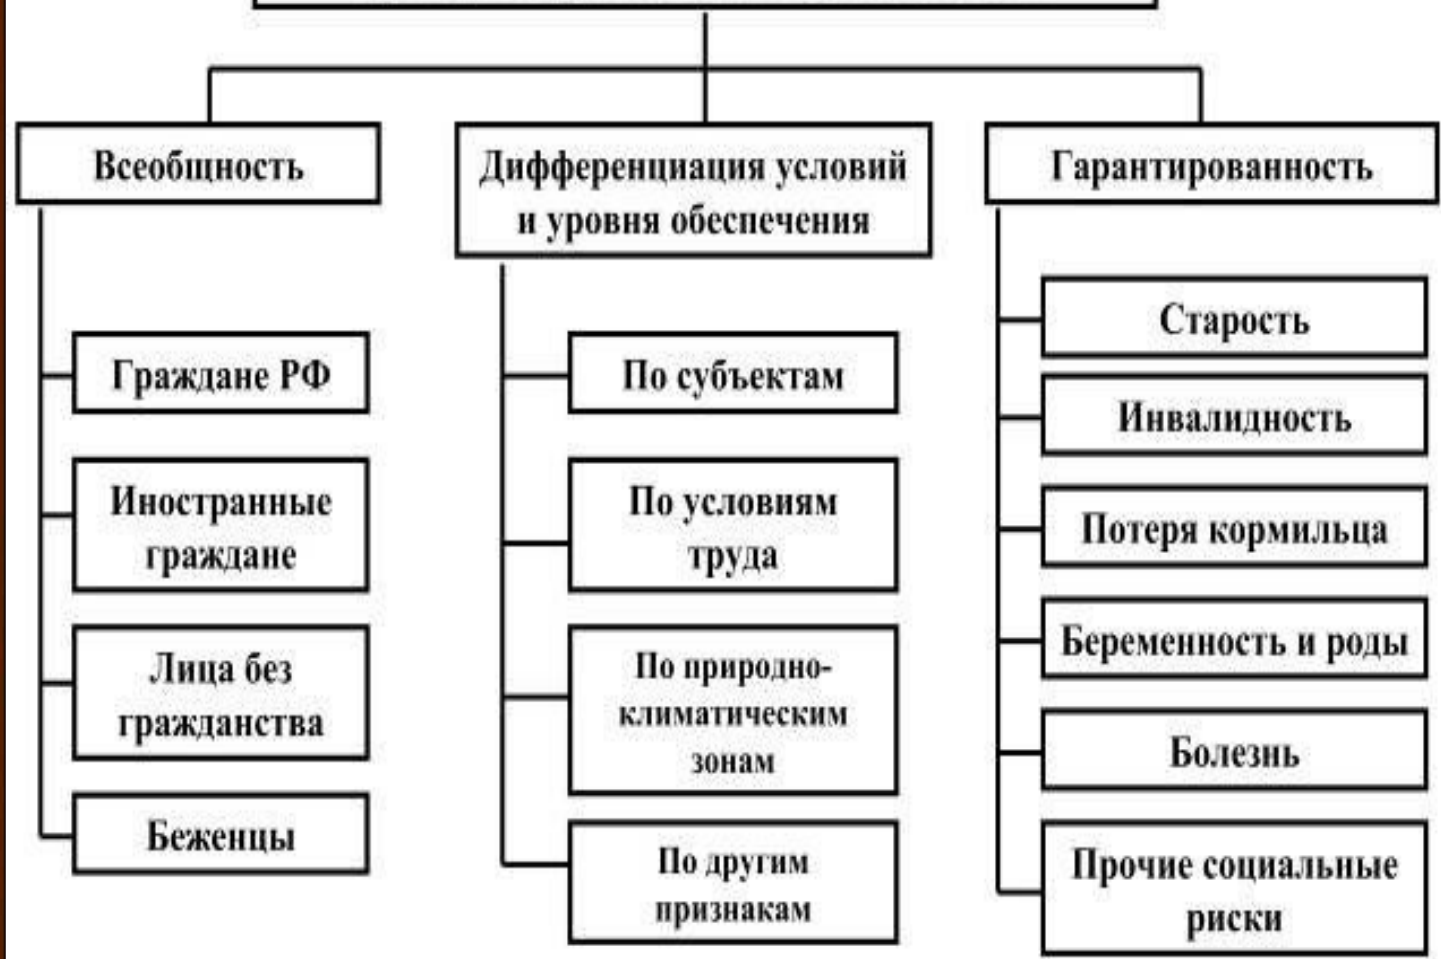 Всеобщность
Дифференциация условий
и уровня обеспечения
Гарантированность
Граждане РФ
Иностранные
граждане
Лица без
гражданства
Беженцы
По субъектам
По условиям
труда
По природно-
климатическим
зонам
По другим
признакам
Старость
Инвалидность
Потеря кормильца
Беременность и роды
Болезнь
Прочие социальные
риски